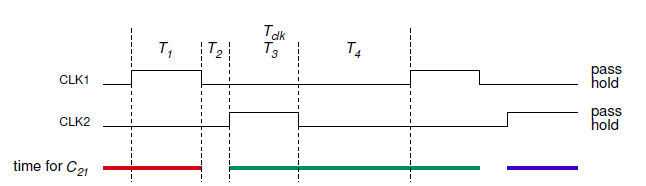 T_clk
T_1 T_2 T_3 T_4
CLK1 pass
hold
CLK2 pass
hold
time for C_21